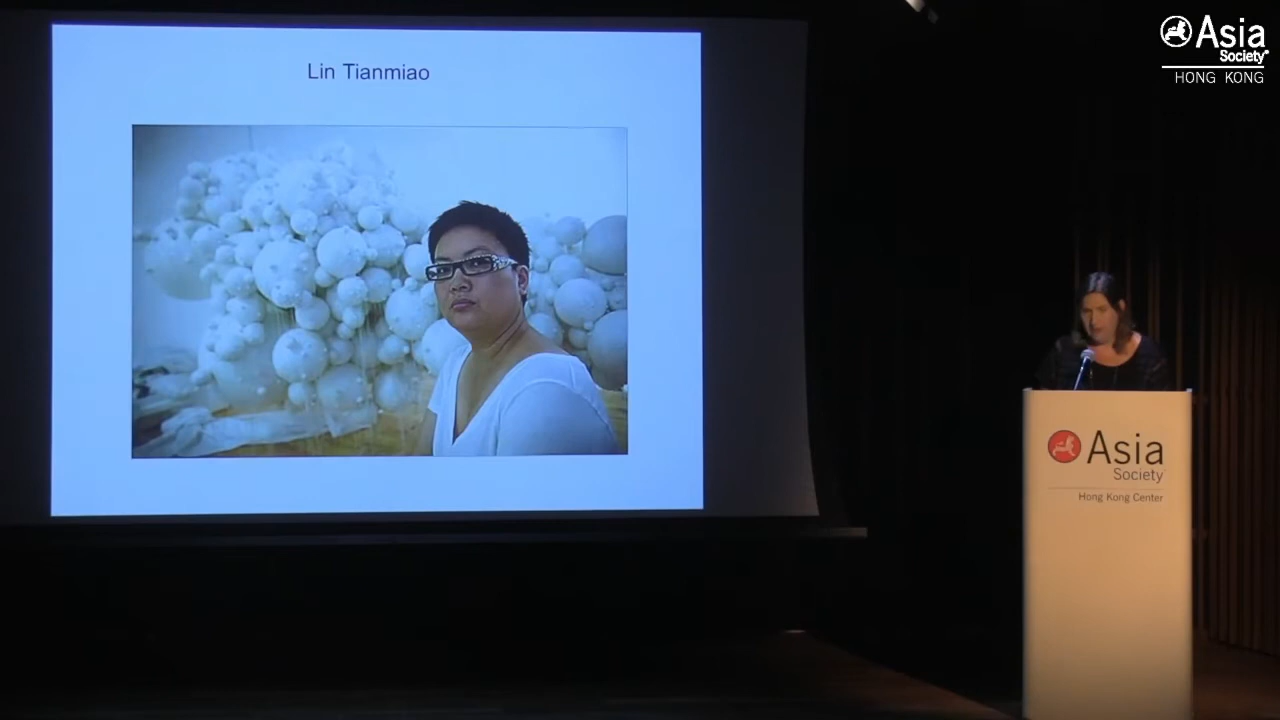 Lin Tianmiao
Asia
Society
HONG KONG
Asia
Society
Hong Kong Center